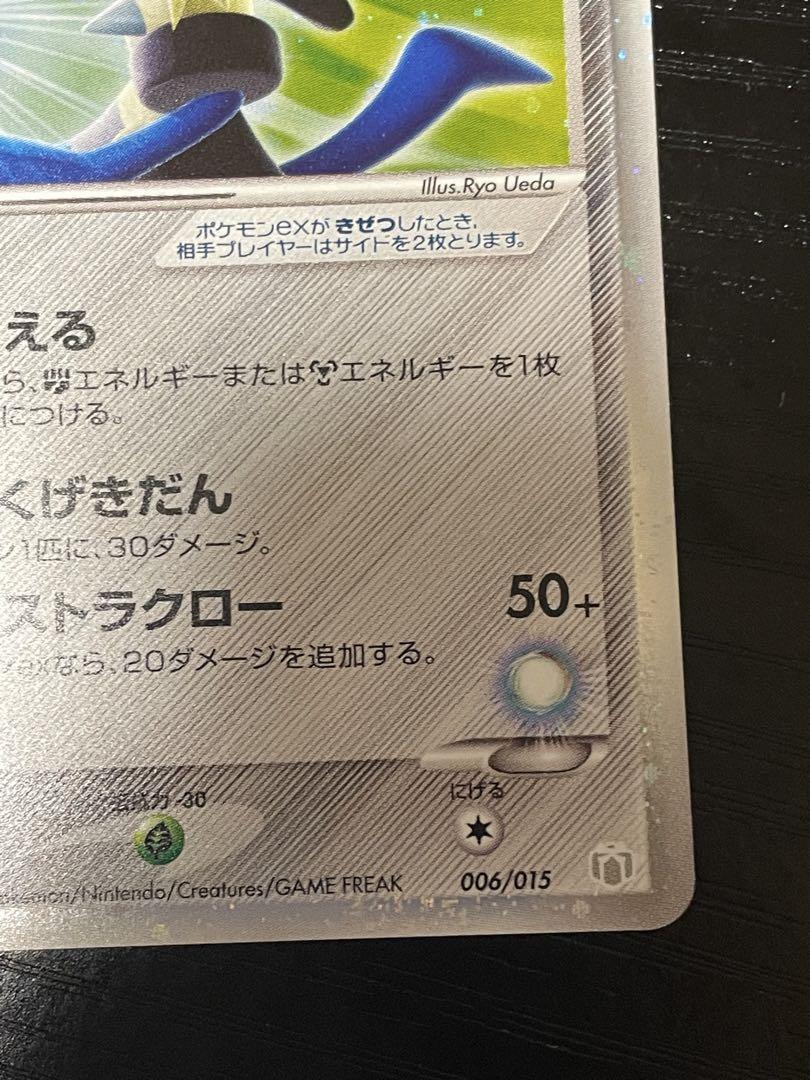 Illus.Ryo Ueda
ポケモンexが きぜつしたとき、
相手プレイヤーはサイドを2枚とります。
える
ら、エネルギーまたはエネルギーを1枚
につける。
くげきだん
1匹に、30ダメージ。
ストラクロー 50+
なら、20ダメージを追加する。
-30
にげる
/Nintendo/Creatures/GAME FREAK 006/015